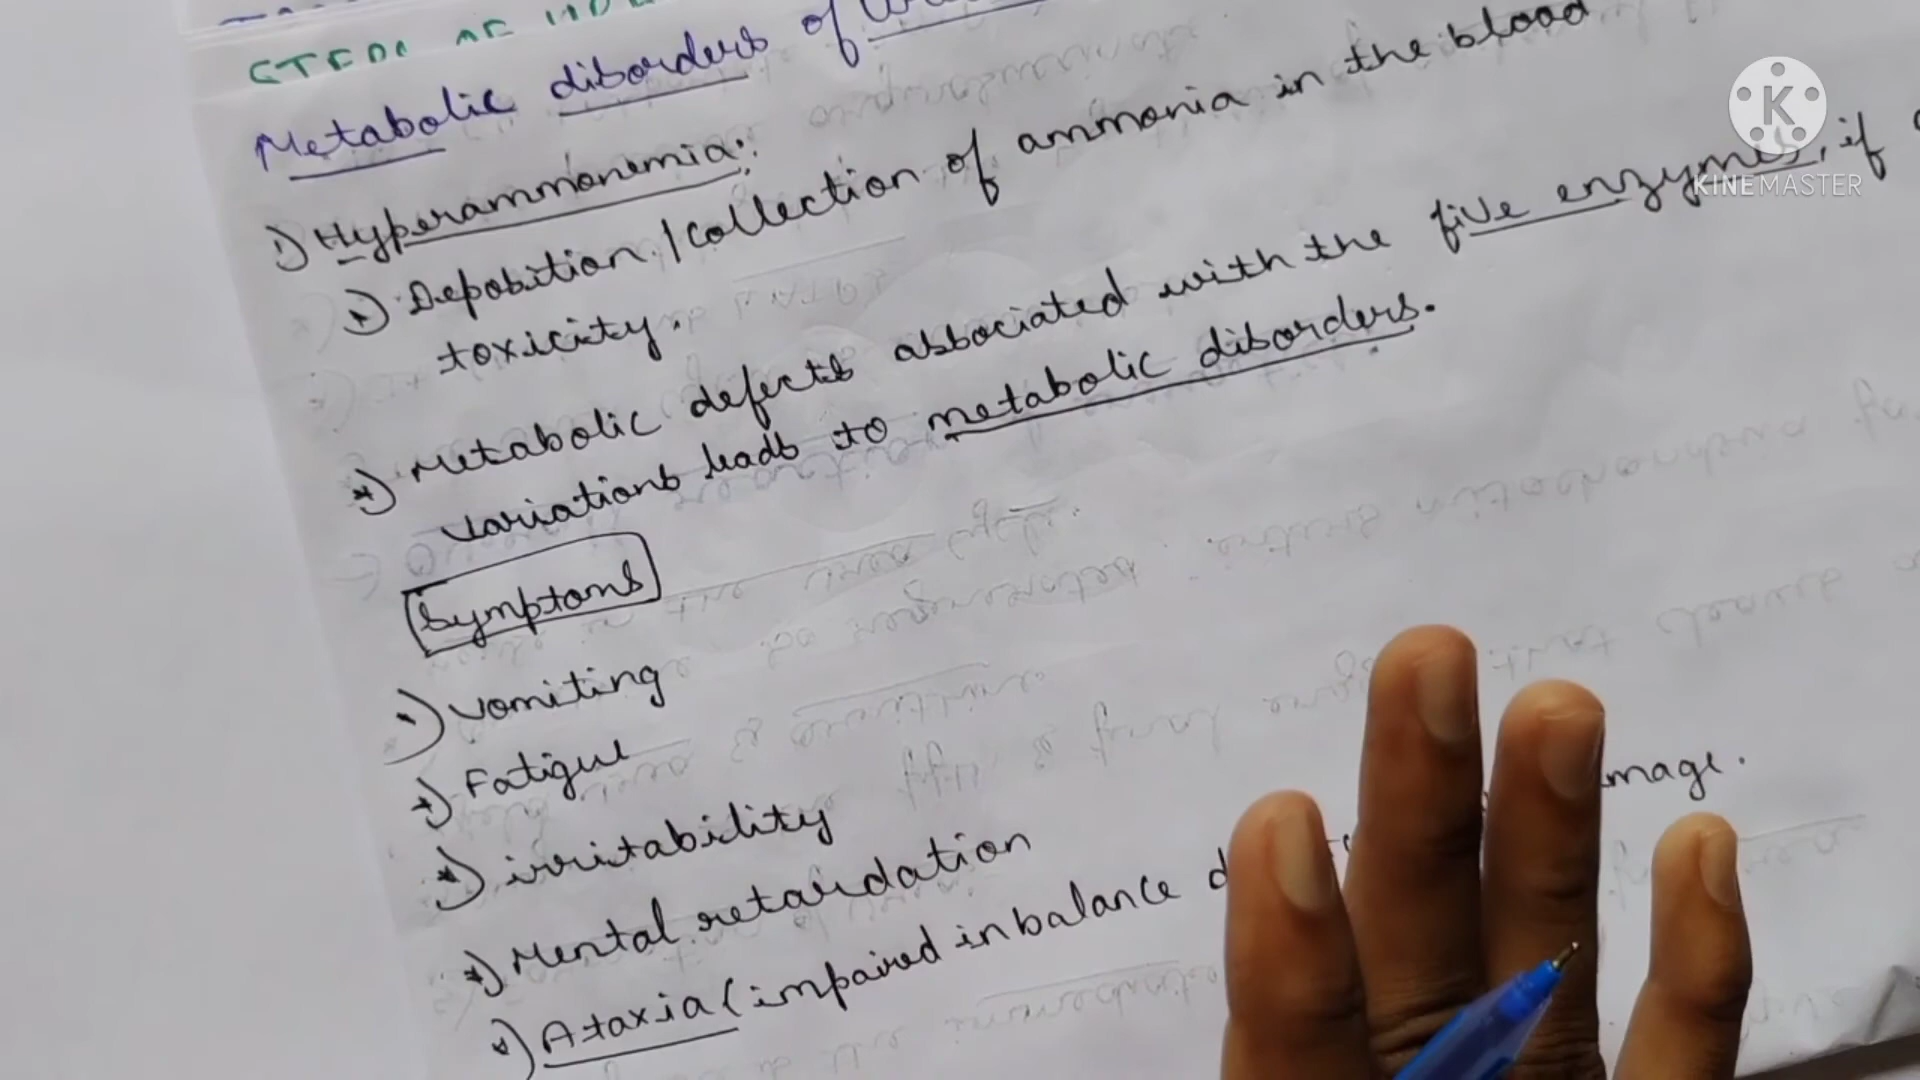 Metabolic disorders of
1) Hyperammonemia:
Deposition / Collection of ammonia in the blood
toxicity.
Metabolic defects associated with the five enzymes, if
variations leads to metabolic disorders.
Symptoms
Vomiting
Fatigue
irritability
Mental retardation
Ataxia (impaired inbalance
K
KINEMASTER